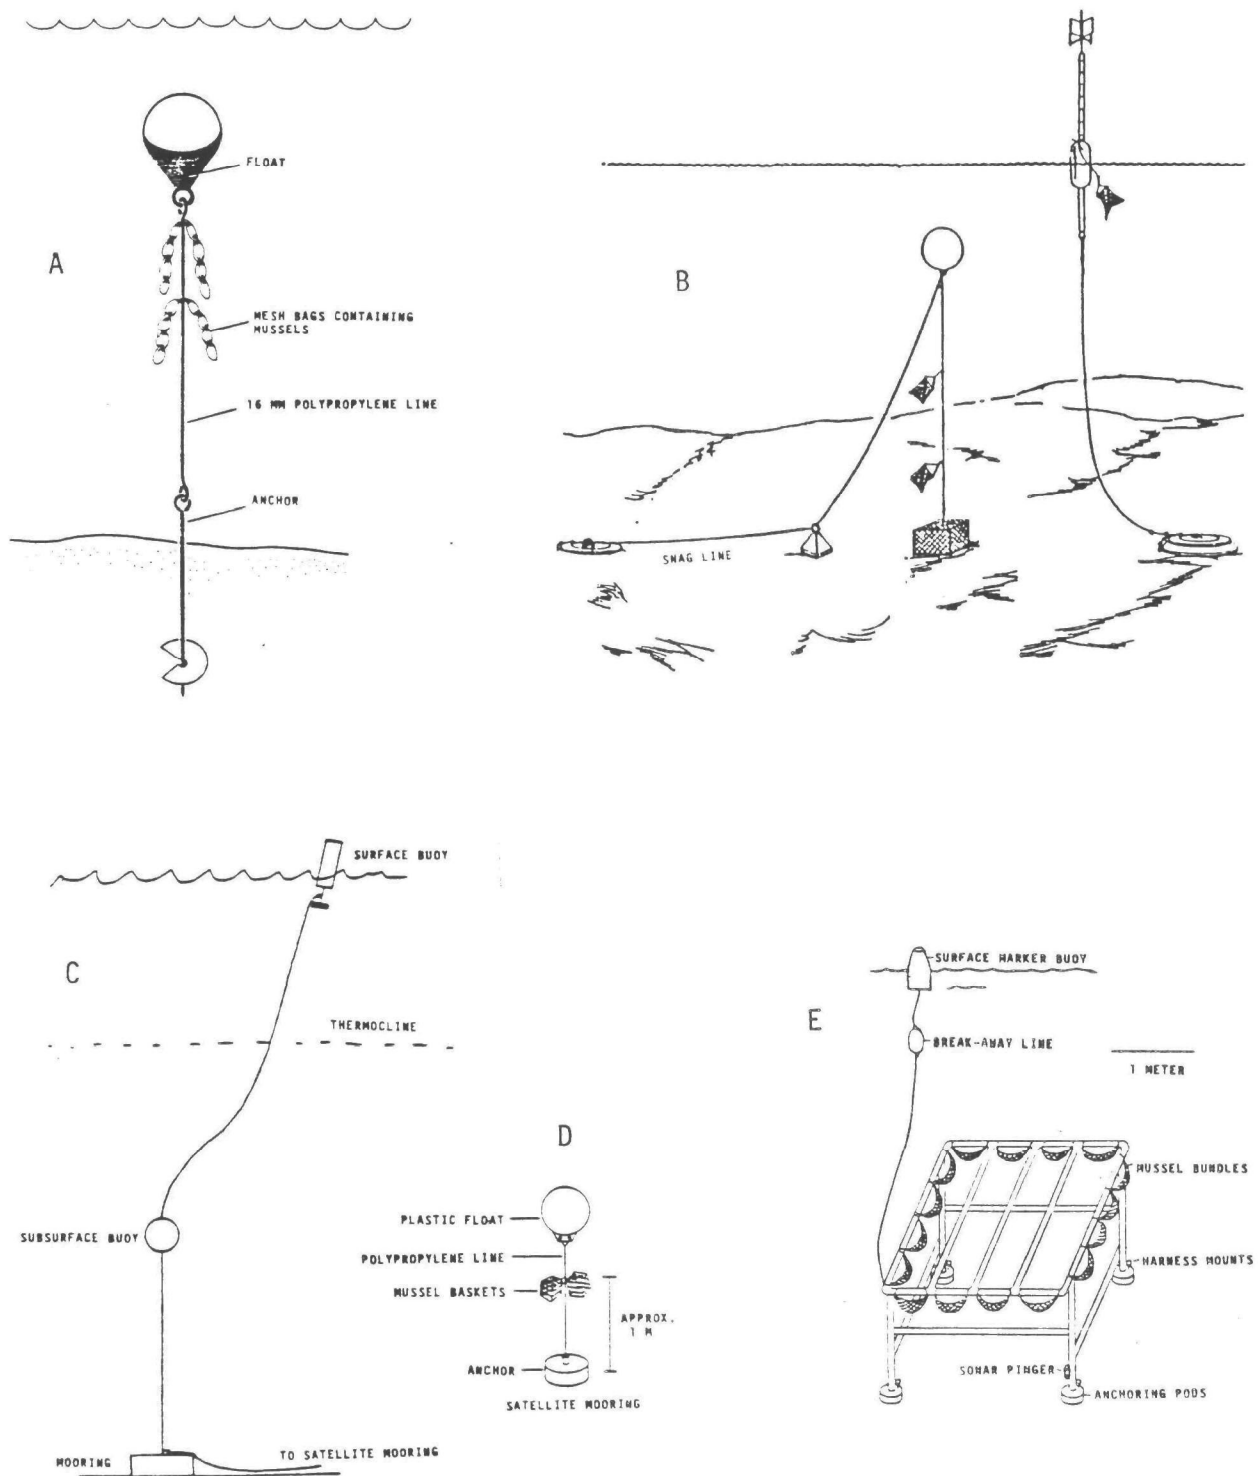 FLOAT
A
MESH BAGS CONTAINING
MUSSELS
16 MM POLYPROPYLENE LINE
ANCHOR
B
SNAG LINE
SURFACE BUOY
C
THERMOCLINE
SUBSURFACE BUOY
MOORING
TO SATELLITE MOORING
D
PLASTIC FLOAT
POLYPROPYLENE LINE
MUSSEL BASKETS
APPROX.
1 M
ANCHOR
SATELLITE MOORING
SURFACE MARKER BUOY
E
BREAK-AWAY LINE
1 METER
MUSSEL BUNDLES
HARNESS MOUNTS
SONAR PINGER
ANCHORING PODS